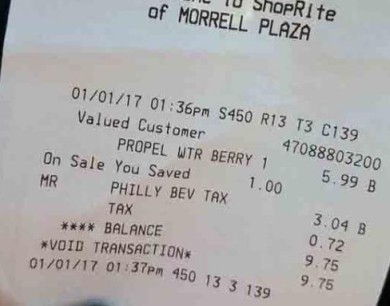 to ShopRite
of MORRELL PLAZA
01/01/17 01:36pm S450 R13 T3 C139
Valued Customer 47088803200
PROPEL WTR BERRY 1 5.99 B
On Sale You Saved 1.00
MR PHILLY BEV TAX 3.04 B
TAX 0.72
**** BALANCE 9.75
*VOID TRANSACTION* 9.75
01/01/17 01:37pm 450 13 3 139